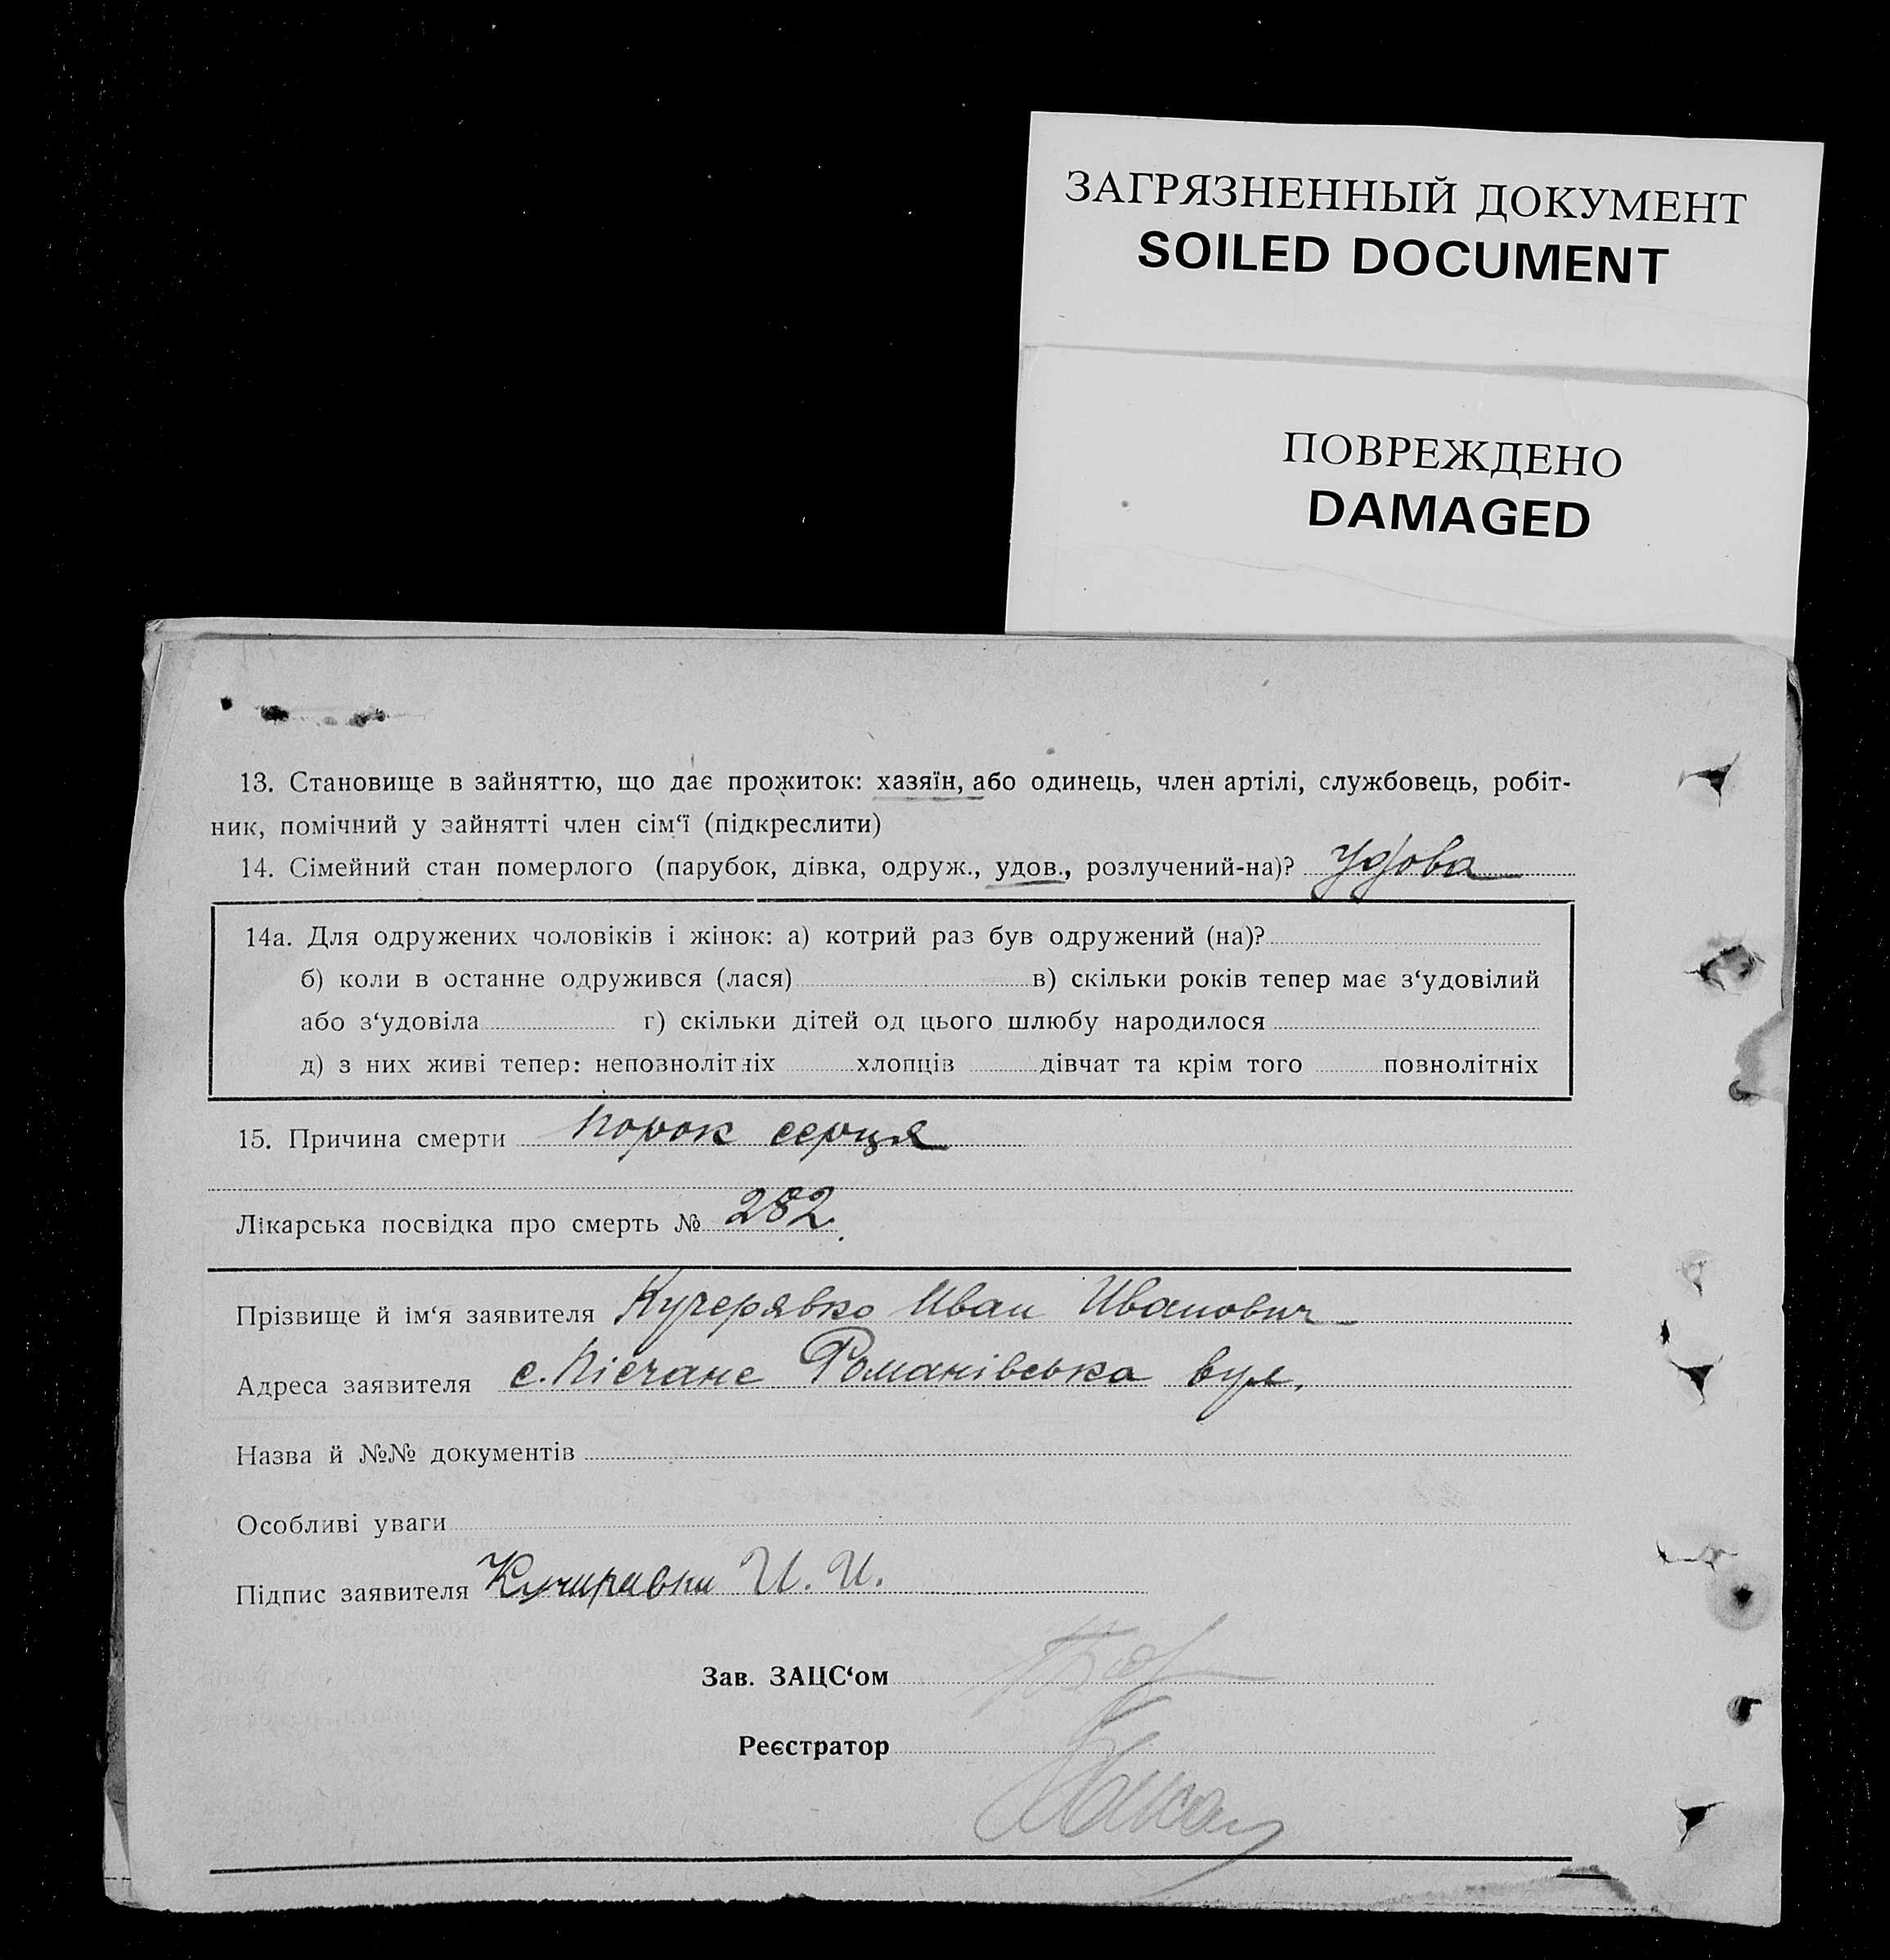 ЗАГРЯЗНЕННЫЙ ДОКУМЕНТ
SOILED DOCUMENT
ПОВРЕЖДЕНО
DAMAGED
13. Становище в зайняттю, що дає прожиток: хазяїн, або одинець, член артілі, службовець, робіт-
ник, помічний у зайнятті член сім‘ї (підкреслити)
14. Сімейний стан померлого (парубок, дівка, одруж., удов., розлучений-на)? Удова
14а. Для одружених чоловіків і жінок: а) котрий раз був одружений (на)?
б) коли в останне одружився (лася) в) скільки років тепер має з‘удовілий
або з‘удовіла г) скільки дітей од цього шлюбу народилося
д) з них живі тепер: неповнолітніх хлопців дівчат та крім того повнолітніх
15. Причина смерти Порок серця
Лікарська посвідка про смерть № 282.
Прізвище й ім‘я заявителя Кучерявко Иван Иванович
Адреса заявителя с. Пісчане Романівська вул.
Назва й №№ документів
Особливі уваги
Підпис заявителя И. И.
Зав. ЗАЦС‘ом
Реєстратор